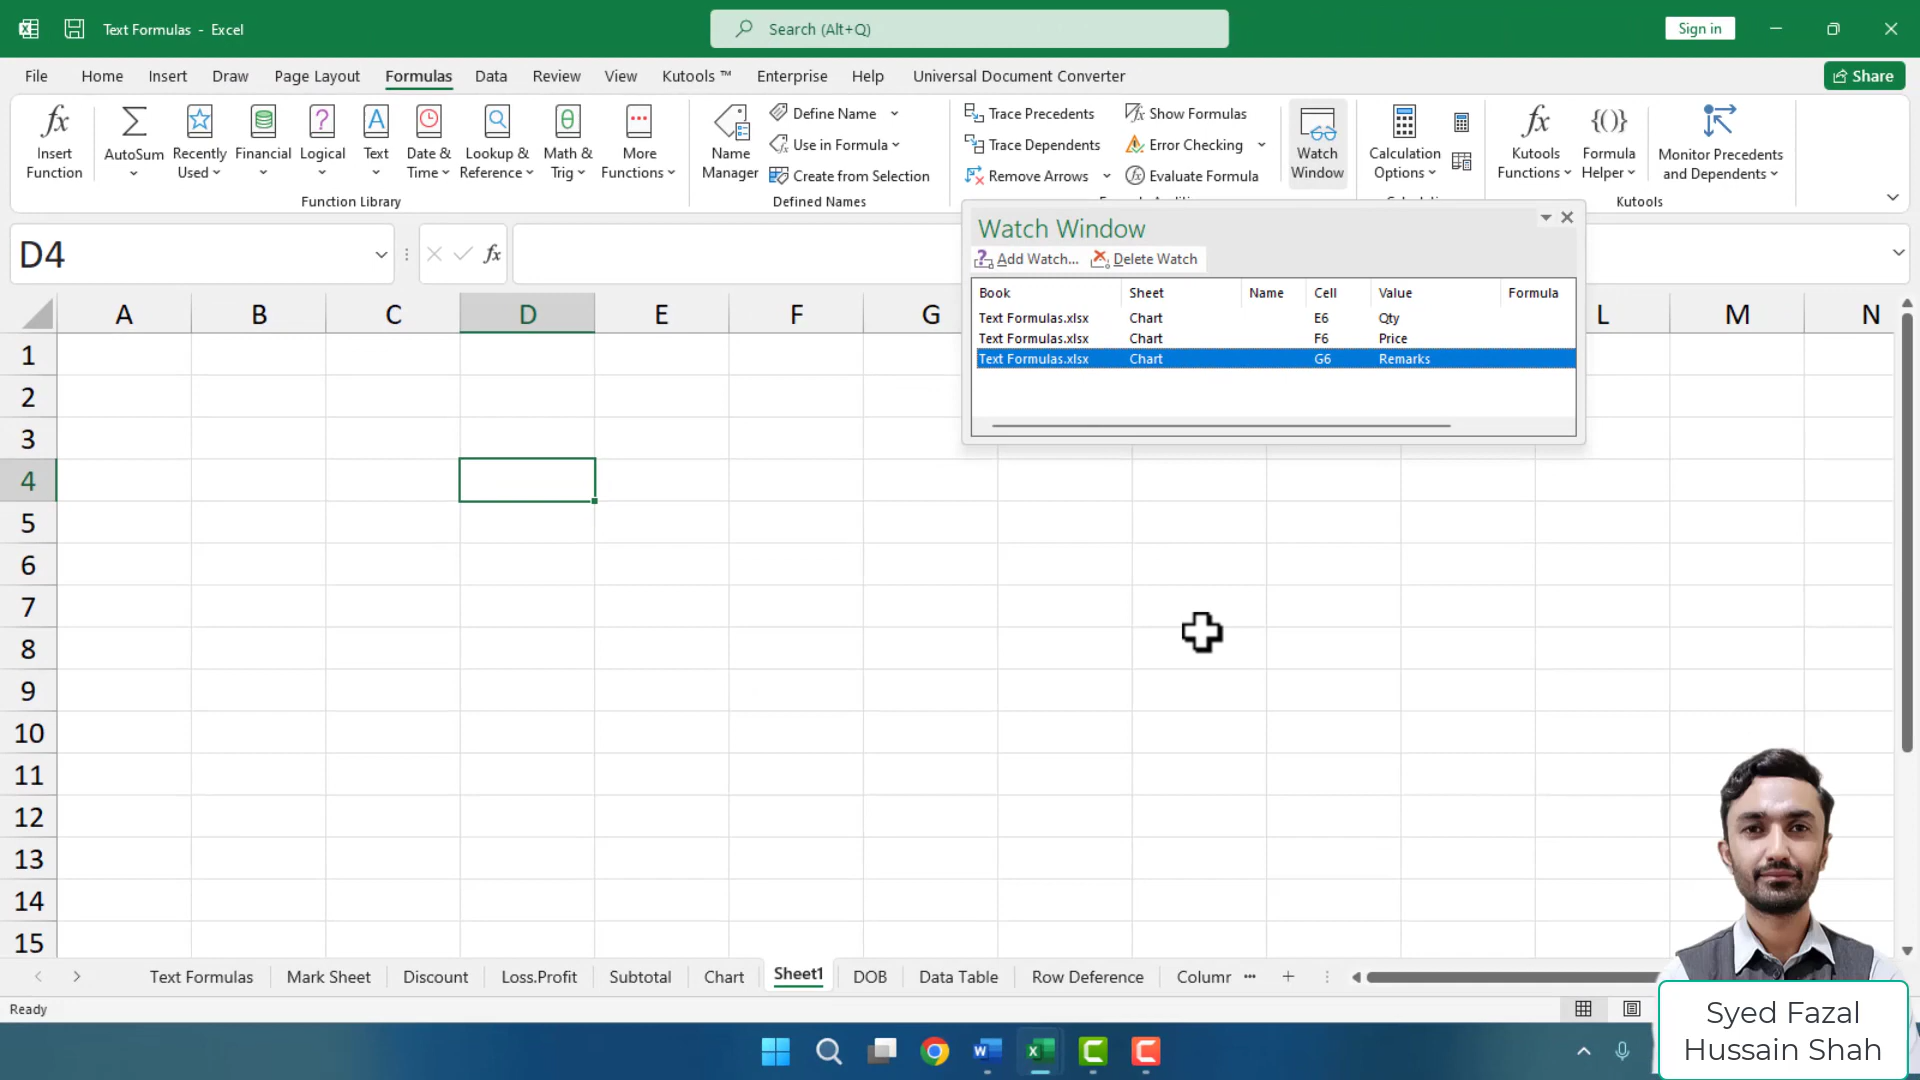 Text Formulas - Excel
Search (Alt+Q)
Sign in
File Home Insert Draw Page Layout Formulas Data Review View Kutools ™ Enterprise Help Universal Document Converter
Share
Insert Function
AutoSum
Recently Used
Financial
Logical
Text
Date & Time
Lookup & Reference
Math & Trig
More Functions
Function Library
Name Manager
Define Name
Use in Formula
Create from Selection
Defined Names
Trace Precedents
Trace Dependents
Remove Arrows
Show Formulas
Error Checking
Evaluate Formula
Watch Window
Calculation Options
Kutools Functions
Formula Helper
Monitor Precedents and Dependents
Kutools
D4
fx
Watch Window
Add Watch... Delete Watch
Book Sheet Name Cell Value Formula
Text Formulas.xlsx Chart E6 Qty
Text Formulas.xlsx Chart F6 Price
Text Formulas.xlsx Chart G6 Remarks
A B C D E F G L M N
1
2
3
4
5
6
7
8
9
10
11
12
13
14
15
Text Formulas Mark Sheet Discount Loss.Profit Subtotal Chart Sheet1 DOB Data Table Row Deference Columr
Ready
Syed Fazal
Hussain Shah